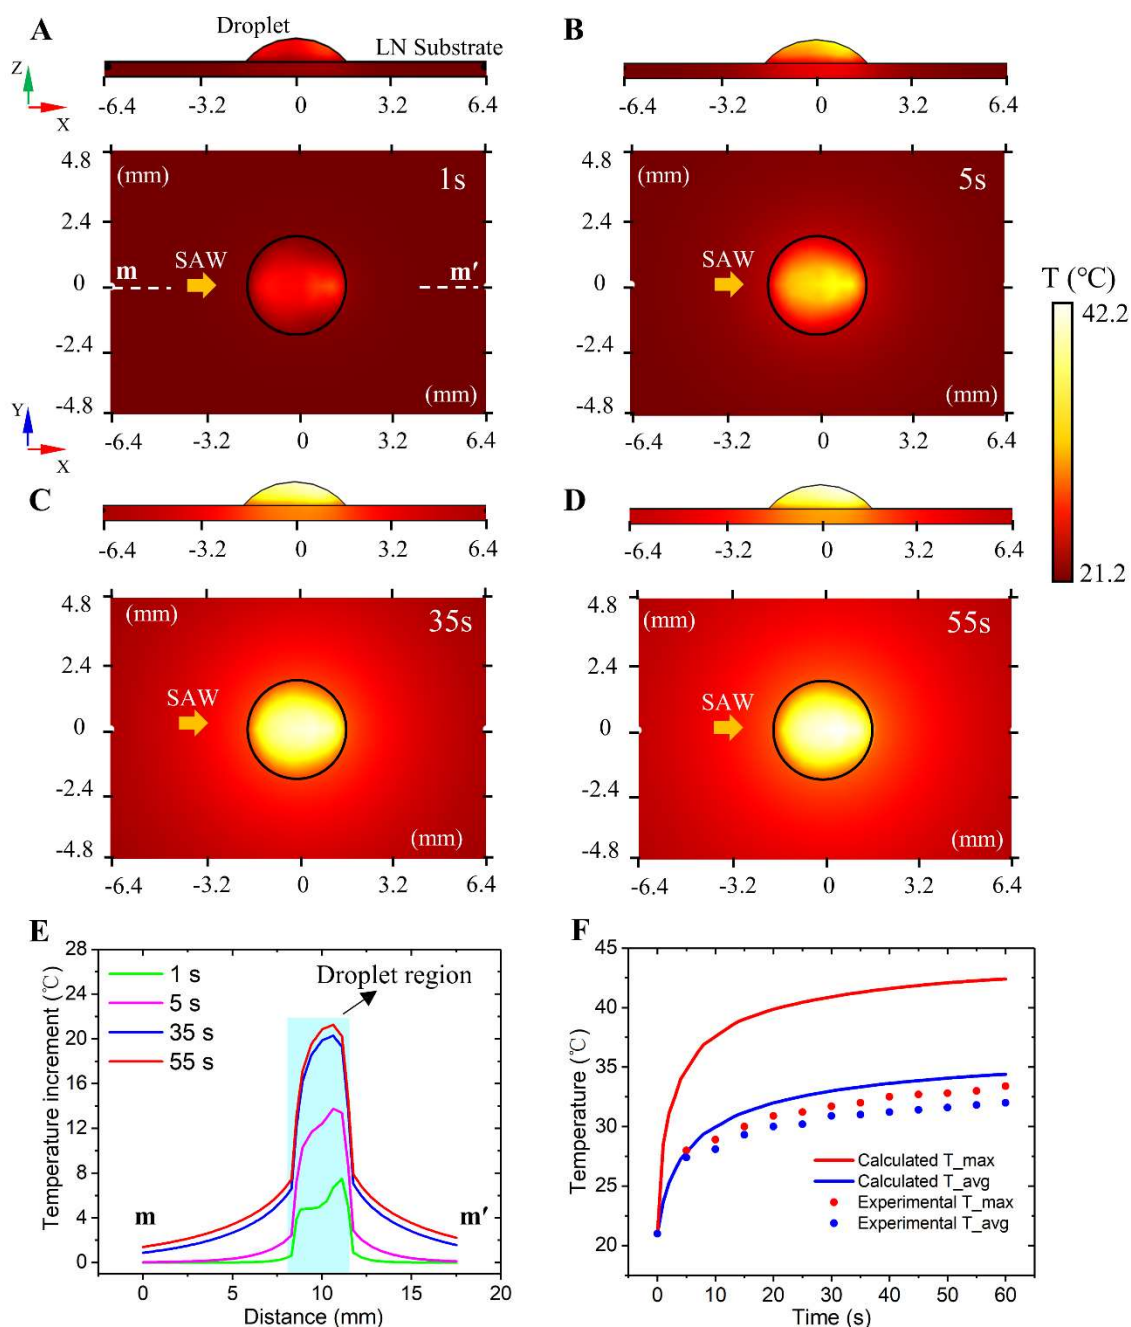 A
Droplet
LN Substrate
Z
X
-6.4 -3.2 0 3.2 6.4
4.8
(mm)
1s
2.4
SAW
m
m′
0
-2.4
(mm)
-4.8
-6.4 -3.2 0 3.2 6.4
Y
X
B
-6.4 -3.2 0 3.2 6.4
4.8
(mm)
5s
2.4
SAW
0
-2.4
(mm)
-4.8
-6.4 -3.2 0 3.2 6.4
T (°C)
42.2
21.2
C
-6.4 -3.2 0 3.2 6.4
4.8
(mm)
35s
2.4
SAW
0
-2.4
(mm)
-4.8
-6.4 -3.2 0 3.2 6.4
D
-6.4 -3.2 0 3.2 6.4
4.8
(mm)
55s
2.4
SAW
0
-2.4
(mm)
-4.8
-6.4 -3.2 0 3.2 6.4
E
Temperature increment (℃)
28
24
20
16
12
8
4
0
1 s
5 s
35 s
55 s
Droplet region
m
m′
0 5 10 15 20
Distance (mm)
F
Temperature (℃)
45
40
35
30
25
20
Calculated T_max
Calculated T_avg
Experimental T_max
Experimental T_avg
0 10 20 30 40 50 60
Time (s)